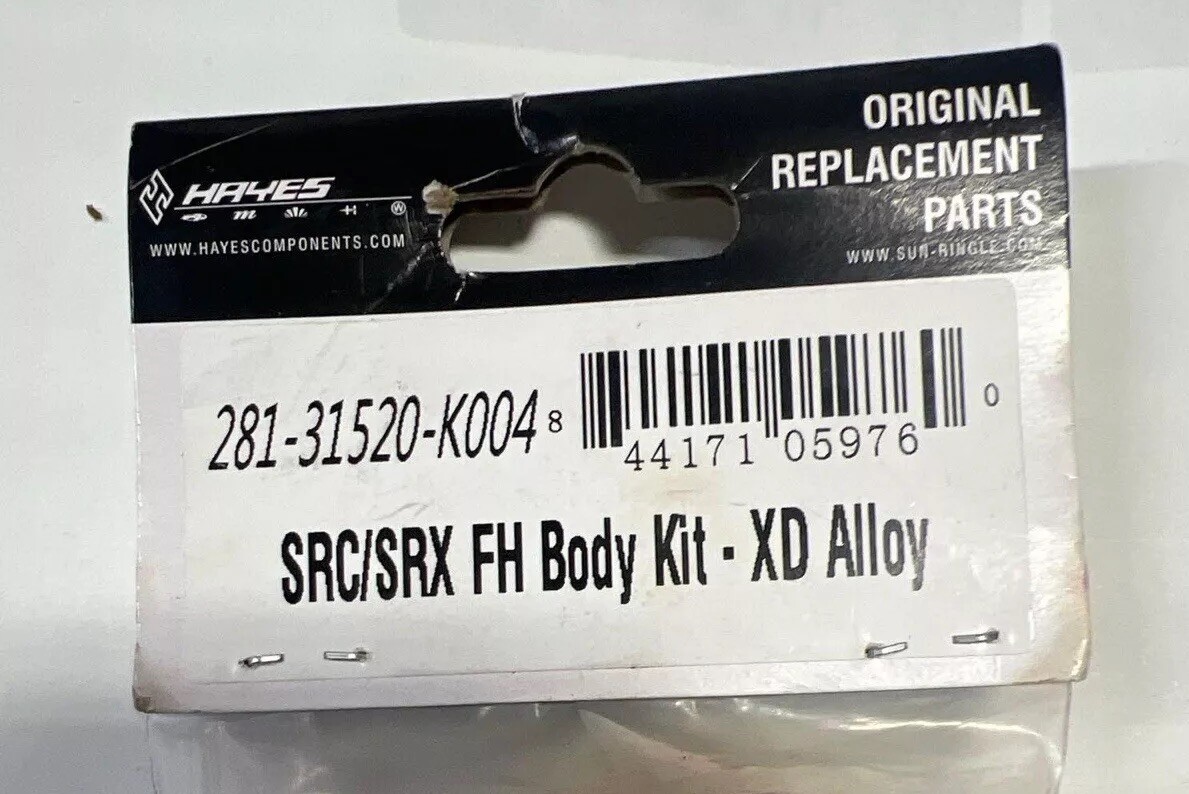 HAYES
WWW.HAYESCOMPONENTS.COM
ORIGINAL
REPLACEMENT
PARTS
WWW.SUN-RINGLE.COM
281-31520-K004
8 44171 05976 0
SRC/SRX FH Body Kit - XD Alloy